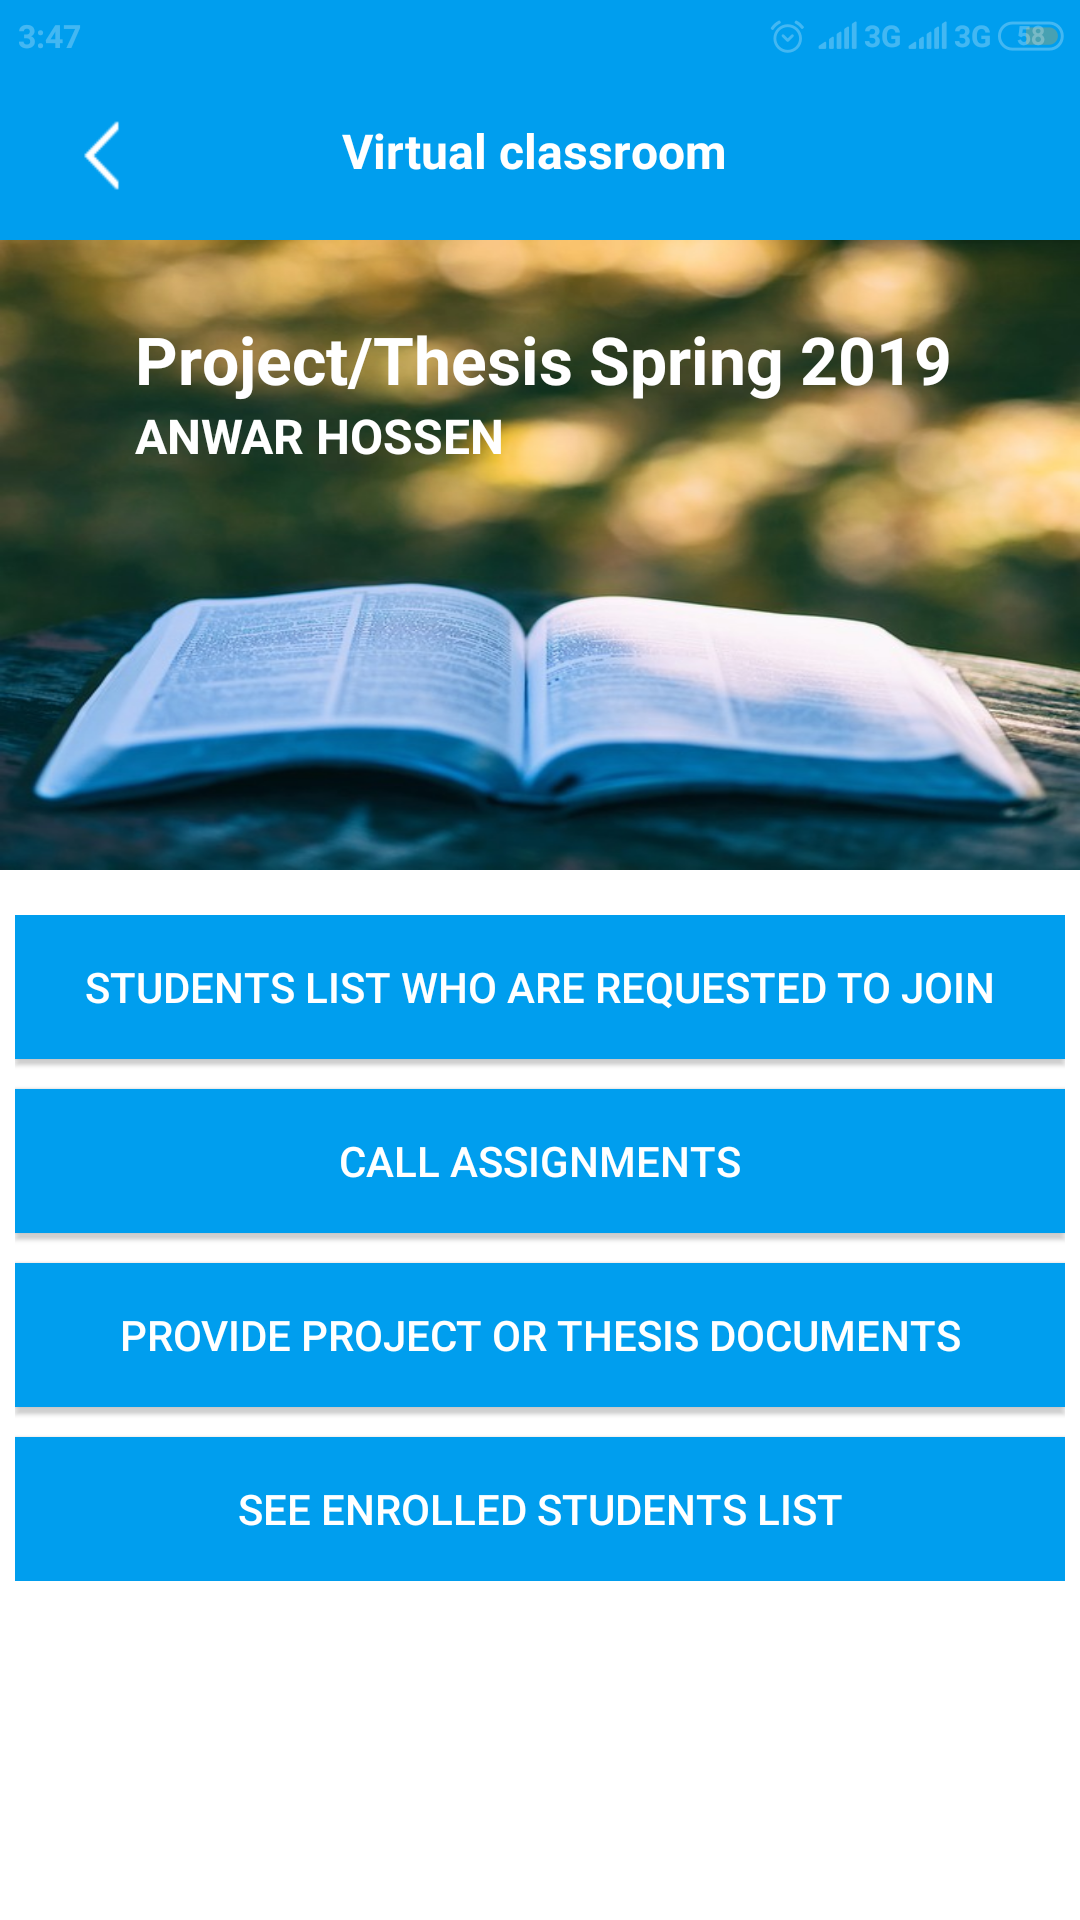 3:47 3G 3G 58
Virtual classroom
Project/Thesis Spring 2019
ANWAR HOSSEN
STUDENTS LIST WHO ARE REQUESTED TO JOIN
CALL ASSIGNMENTS
PROVIDE PROJECT OR THESIS DOCUMENTS
SEE ENROLLED STUDENTS LIST